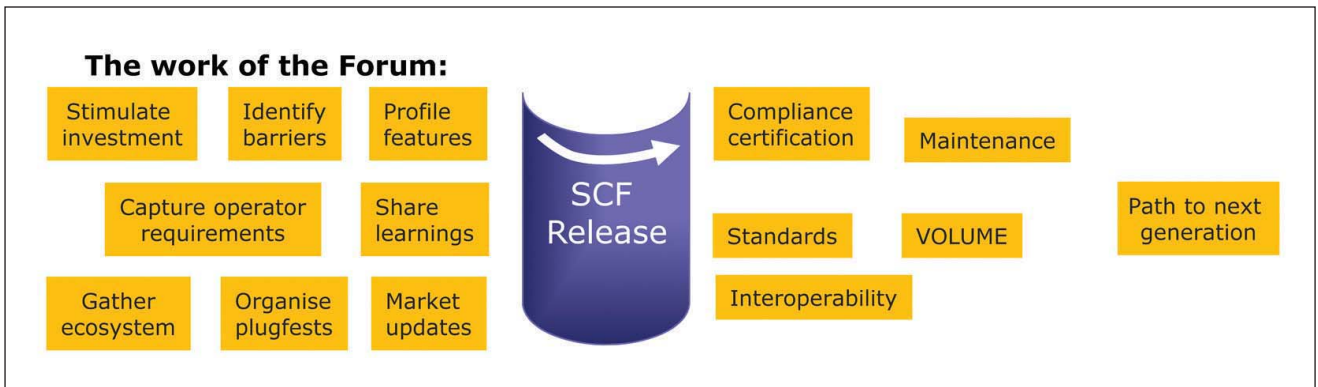 The work of the Forum:
Stimulate
investment
Identify
barriers
Profile
features
Capture operator
requirements
Share
learnings
Gather
ecosystem
Organise
plugfests
Market
updates
SCF
Release
Compliance
certification
Maintenance
Standards
VOLUME
Interoperability
Path to next
generation